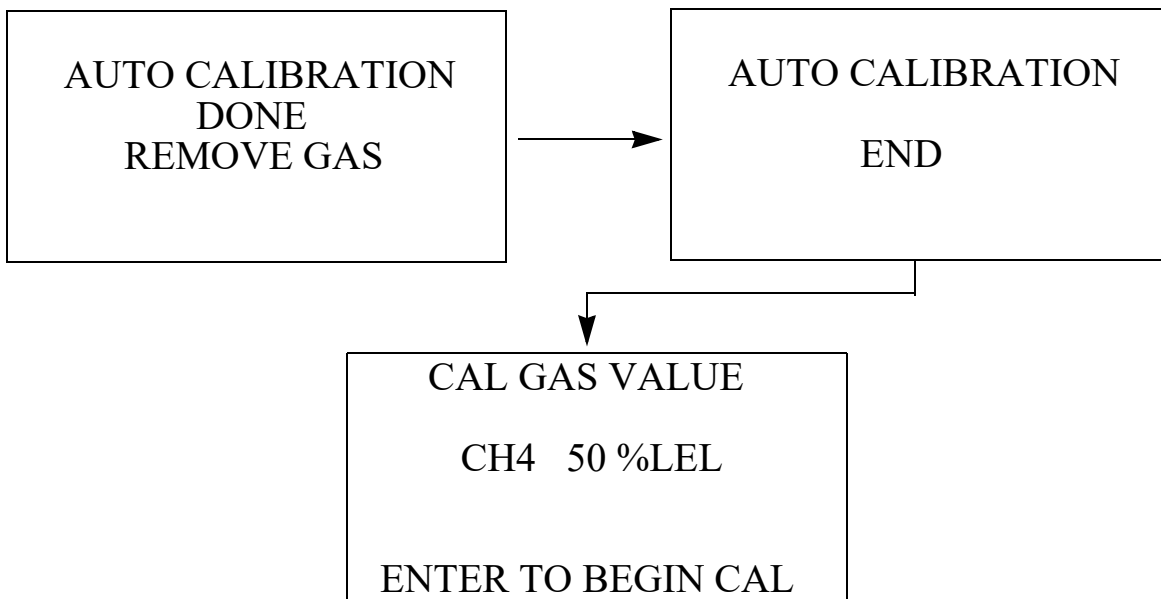 AUTO CALIBRATION
DONE
REMOVE GAS
AUTO CALIBRATION
END
CAL GAS VALUE
CH4 50 %LEL
ENTER TO BEGIN CAL